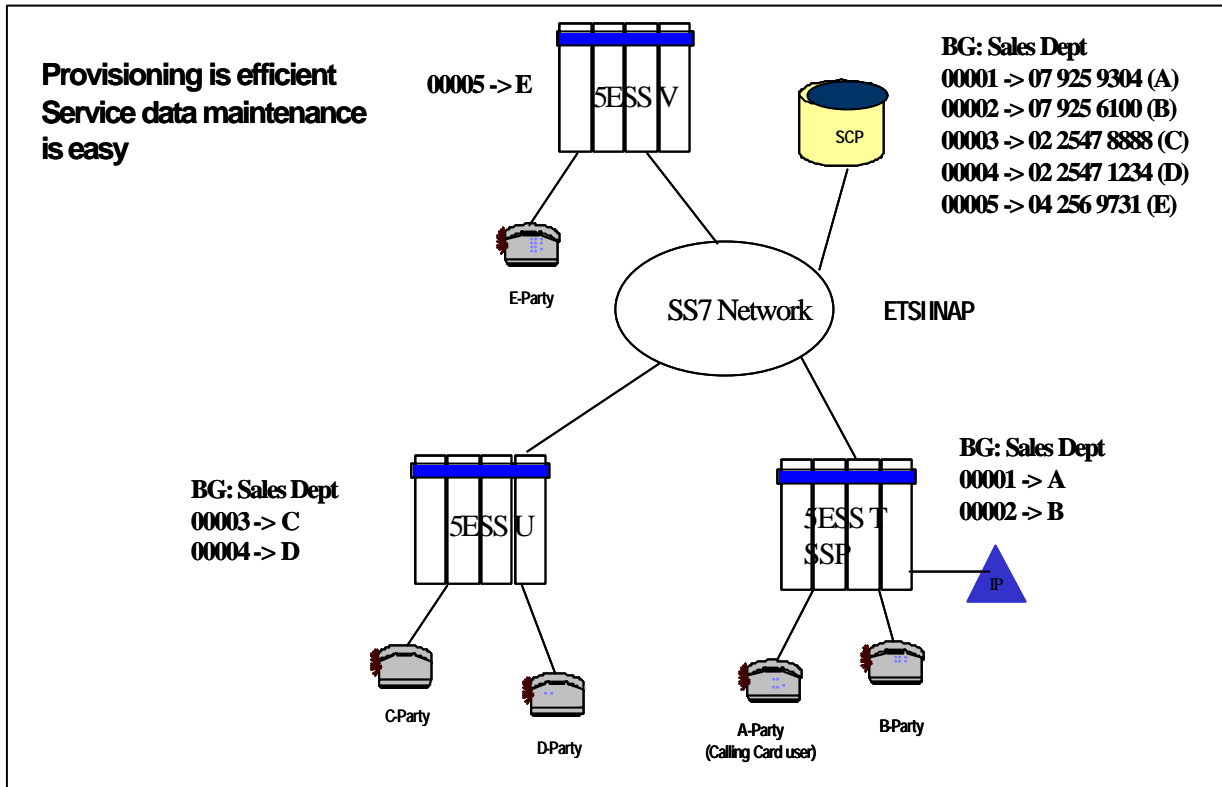 Provisioning is efficient
Service data maintenance
is easy
00005 -> E
5ESS V
SCP
BG: Sales Dept
00001 -> 07 925 9304 (A)
00002 -> 07 925 6100 (B)
00003 -> 02 2547 8888 (C)
00004 -> 02 2547 1234 (D)
00005 -> 04 256 9731 (E)
E-Party
SS7 Network
ETSI INAP
BG: Sales Dept
00003 -> C
00004 -> D
5ESS U
5ESS T
SSP
BG: Sales Dept
00001 -> A
00002 -> B
IP
C-Party
D-Party
A-Party
(Calling Card user)
B-Party